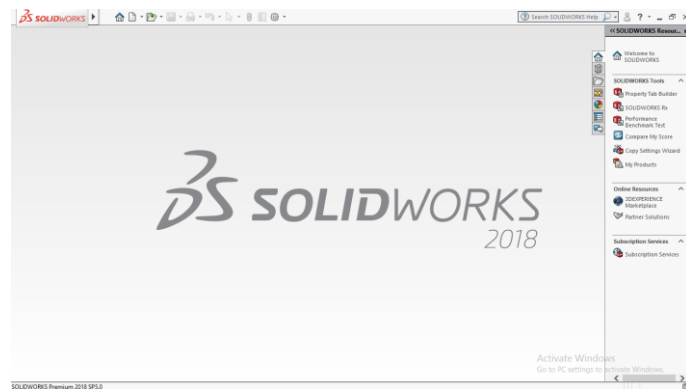 SOLIDWORKS
Search SOLIDWORKS Help
?
<< SOLIDWORKS Resour...
Welcome to
SOLIDWORKS
SOLIDWORKS Tools
Property Tab Builder
SOLIDWORKS Rx
Performance
Benchmark Test
Compare My Score
Copy Settings Wizard
My Products
Online Resources
3DEXPERIENCE
Marketplace
Partner Solutions
Subscription Services
Subscription Services
SOLIDWORKS
2018
Activate Windows
Go to PC settings to activate Windows.
SOLIDWORKS Premium 2018 SP5.0